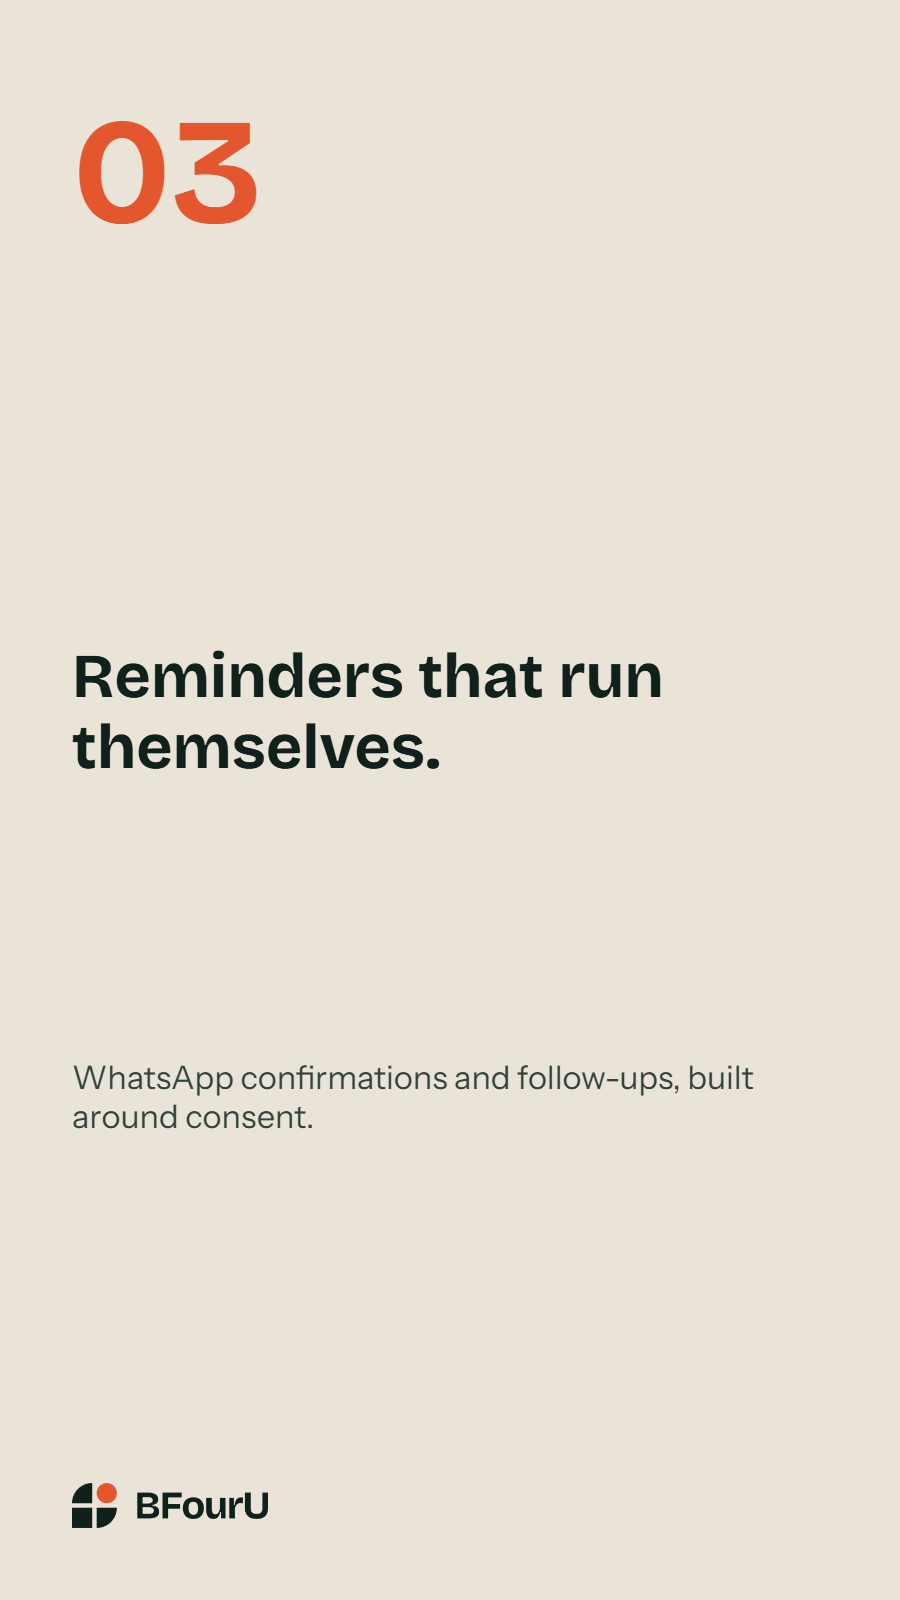 03
Reminders that run
themselves.
WhatsApp confirmations and follow-ups, built
around consent.
BFourU